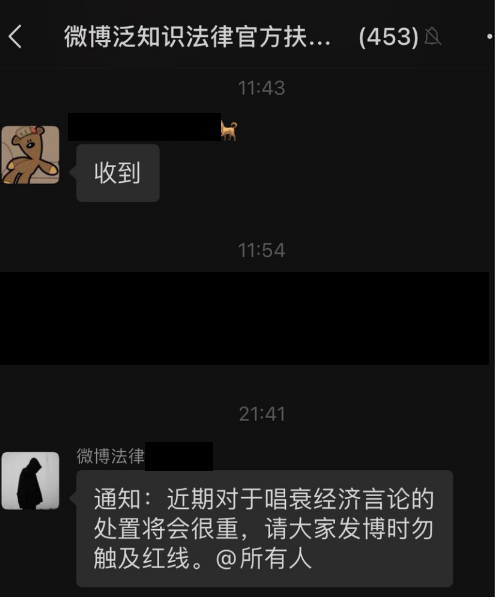 微博泛知识法律官方扶... (453)
11:43
收到
11:54
21:41
微博法律
通知：近期对于唱衰经济言论的
处置将会很重，请大家发博时勿
触及红线。@所有人